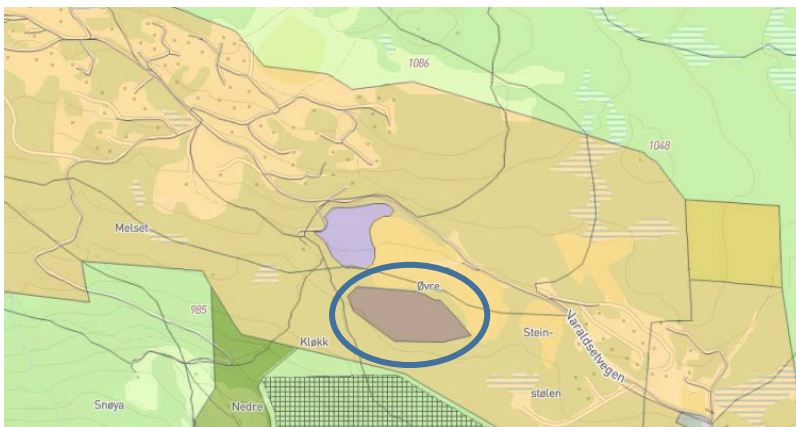 1086
1048
Melset
Øvre
985
Varaldsetvegen
Stein-
Kløkk
stølen
Snøya
Nedre